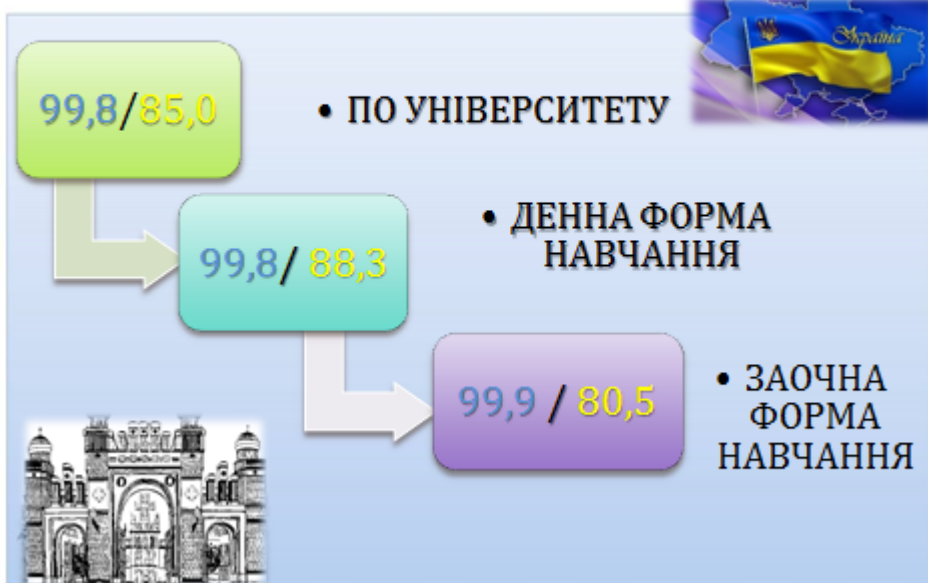 Україна
99,8/85,0
• ПО УНІВЕРСИТЕТУ
99,8/ 88,3
• ДЕННА ФОРМА
НАВЧАННЯ
99,9 / 80,5
• ЗАОЧНА
ФОРМА
НАВЧАННЯ